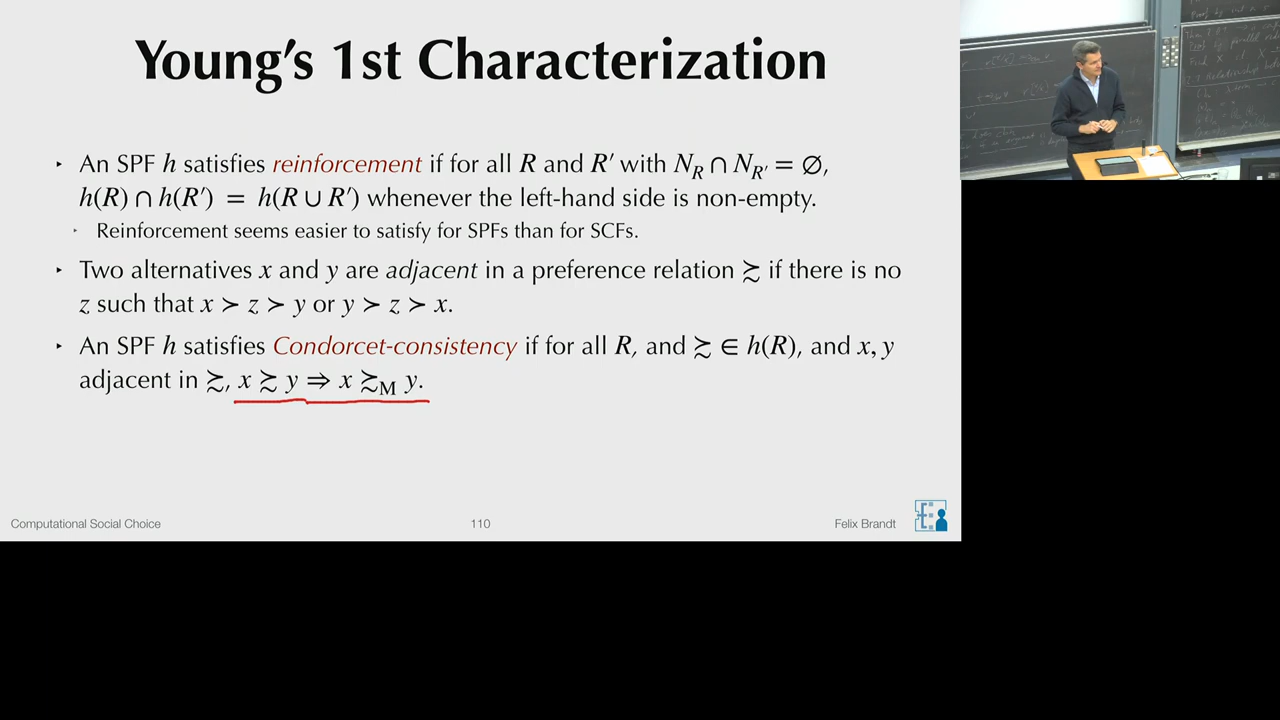 Young's 1st Characterization
‣ An SPF h satisfies reinforcement if for all R and R′ with N_R ∩ N_R′ = ∅,
h(R) ∩ h(R′) = h(R ∪ R′) whenever the left-hand side is non-empty.
‣ Reinforcement seems easier to satisfy for SPFs than for SCFs.
‣ Two alternatives x and y are adjacent in a preference relation ≿ if there is no
z such that x ≻ z ≻ y or y ≻ z ≻ x.
‣ An SPF h satisfies Condorcet-consistency if for all R, and ≿ ∈ h(R), and x, y
adjacent in ≿, x ≿ y ⇒ x ≿_M y.
Computational Social Choice 110 Felix Brandt